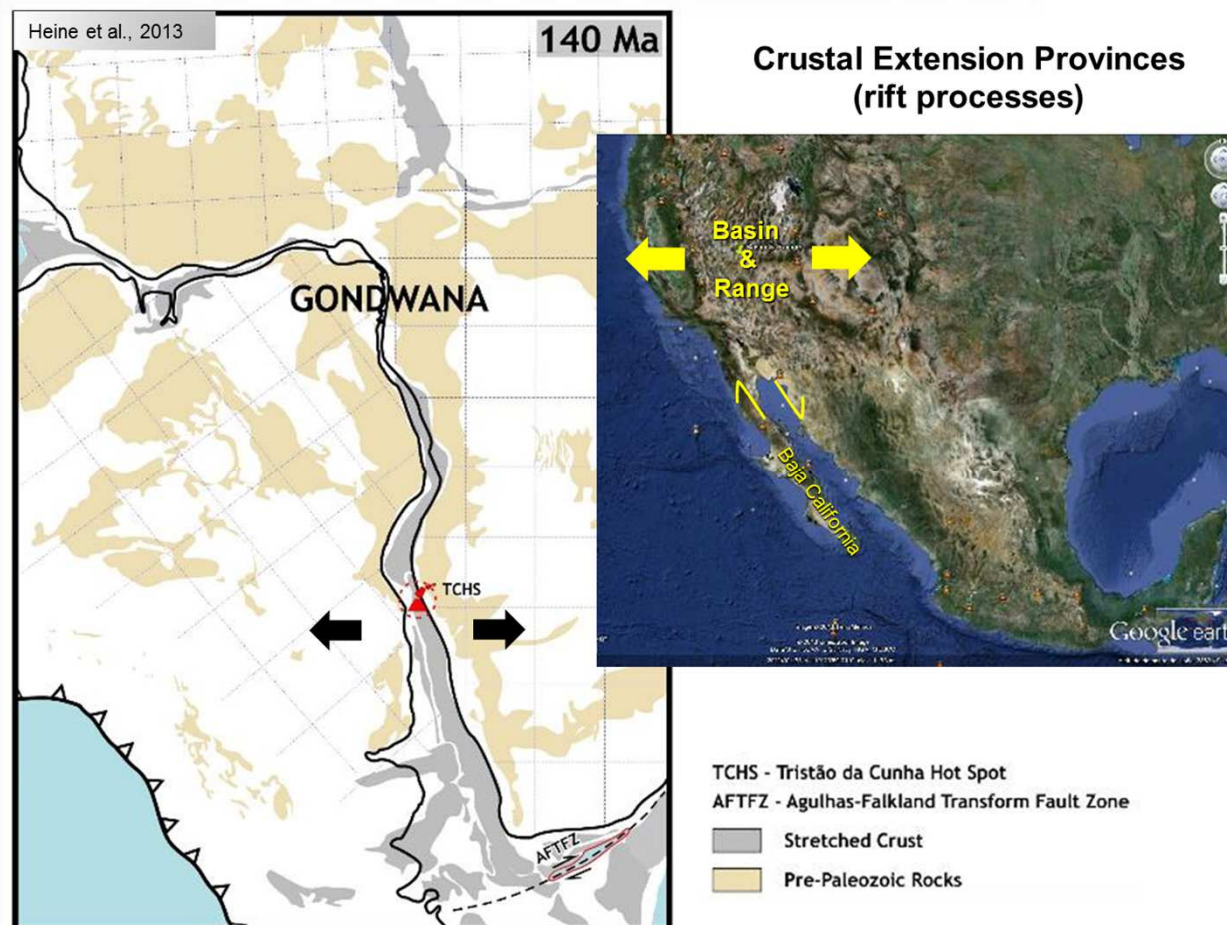 Heine et al., 2013
140 Ma
Crustal Extension Provinces
(rift processes)
GONDWANA
TCHS
AFTFZ
Basin
&
Range
Baja California
Google eart
TCHS - Tristão da Cunha Hot Spot
AFTFZ - Agulhas-Falkland Transform Fault Zone
Stretched Crust
Pre-Paleozoic Rocks